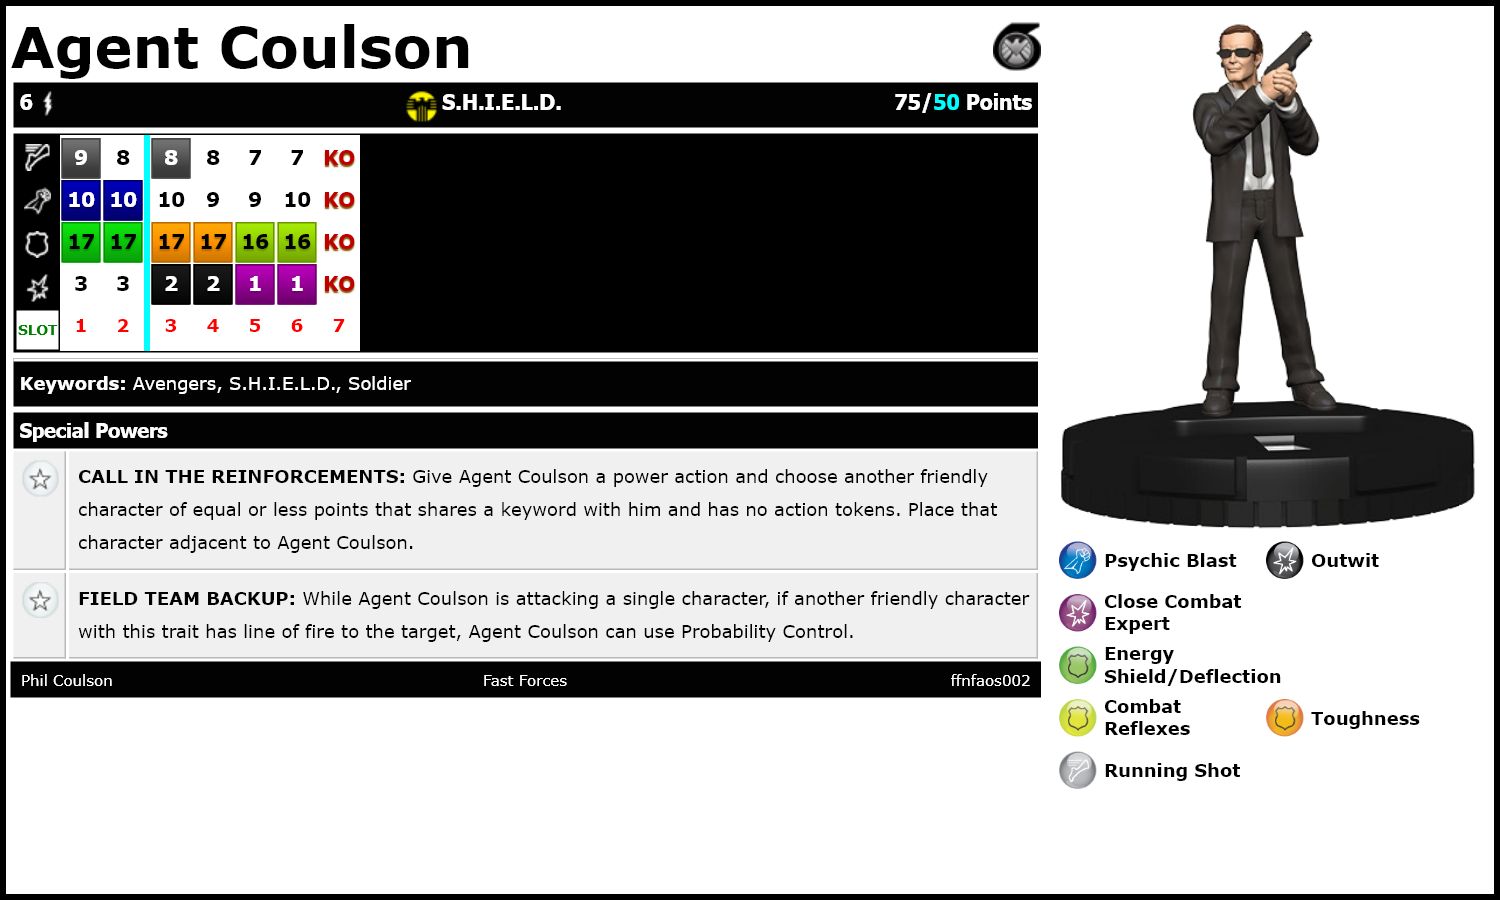 Agent Coulson
6 S.H.I.E.L.D. 75/50 Points
9 8 8 8 7 7 KO
10 10 10 9 9 10 KO
17 17 17 17 16 16 KO
3 3 2 2 1 1 KO
SLOT 1 2 3 4 5 6 7
Keywords: Avengers, S.H.I.E.L.D., Soldier
Special Powers
CALL IN THE REINFORCEMENTS: Give Agent Coulson a power action and choose another friendly
character of equal or less points that shares a keyword with him and has no action tokens. Place that
character adjacent to Agent Coulson.
FIELD TEAM BACKUP: While Agent Coulson is attacking a single character, if another friendly character
with this trait has line of fire to the target, Agent Coulson can use Probability Control.
Phil Coulson Fast Forces ffnfaos002
Psychic Blast Outwit
Close Combat
Expert
Energy
Shield/Deflection
Combat
Reflexes
Toughness
Running Shot